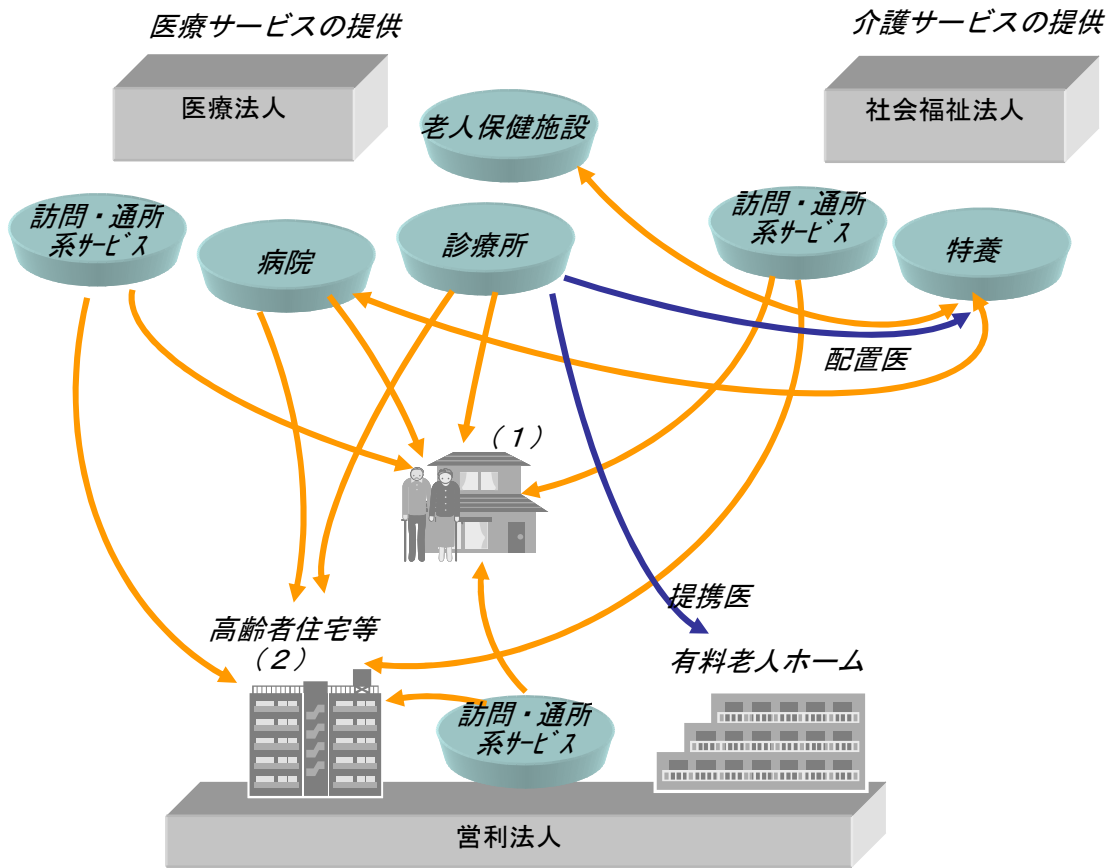 医療サービスの提供
介護サービスの提供
医療法人
社会福祉法人
老人保健施設
訪問・通所
系ｻｰﾋﾞｽ
病院
診療所
訪問・通所
系ｻｰﾋﾞｽ
特養
配置医
（１）
提携医
高齢者住宅等
（２）
有料老人ホーム
訪問・通所
系ｻｰﾋﾞｽ
営利法人